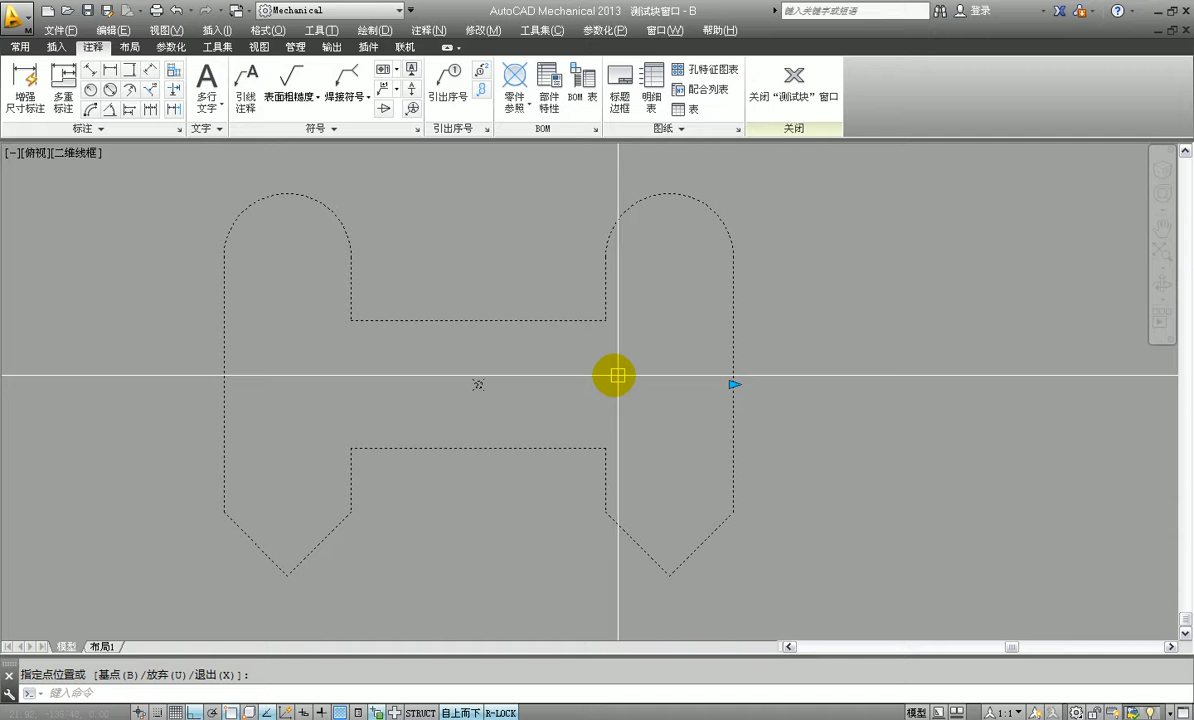 Mechanical
AutoCAD Mechanical 2013 测试块窗口 - B
键入关键字或短语
登录
文件(F) 编辑(E) 视图(V) 插入(I) 格式(O) 工具(T) 绘制(D) 标注(N) 修改(M) 工具集(C) 参数化(P) 窗口(W) 帮助(H)
常用 插入 注释 布局 参数化 工具集 视图 管理 输出 插件 联机
增强尺寸标注
多重标注
多行文字
引线注释
表面粗糙度
焊接符号
引出序号
零件参照
部件特性
BOM 表
标题边框
明细表
孔特征图表
配合列表
表
关闭“测试块”窗口
标注 文字 符号 引出序号 BOM 图纸 关闭
[-][俯视][二维线框]
模型 布局1
指定点位置或 [基点(B)/放弃(U)/退出(X)]:
键入命令
STRUCT 自上而下 R-LOCK
模型
1:1